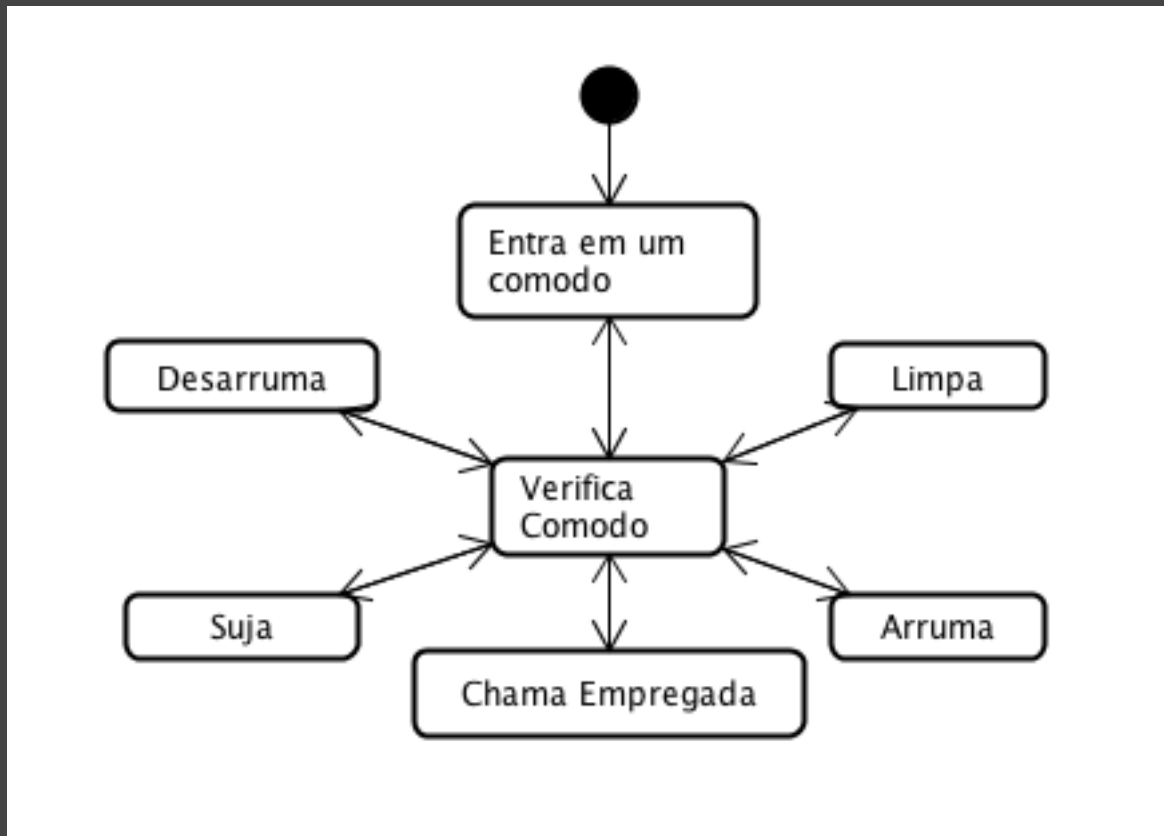 Entra em um
comodo
Desarruma
Limpa
Verifica
Comodo
Suja
Arruma
Chama Empregada